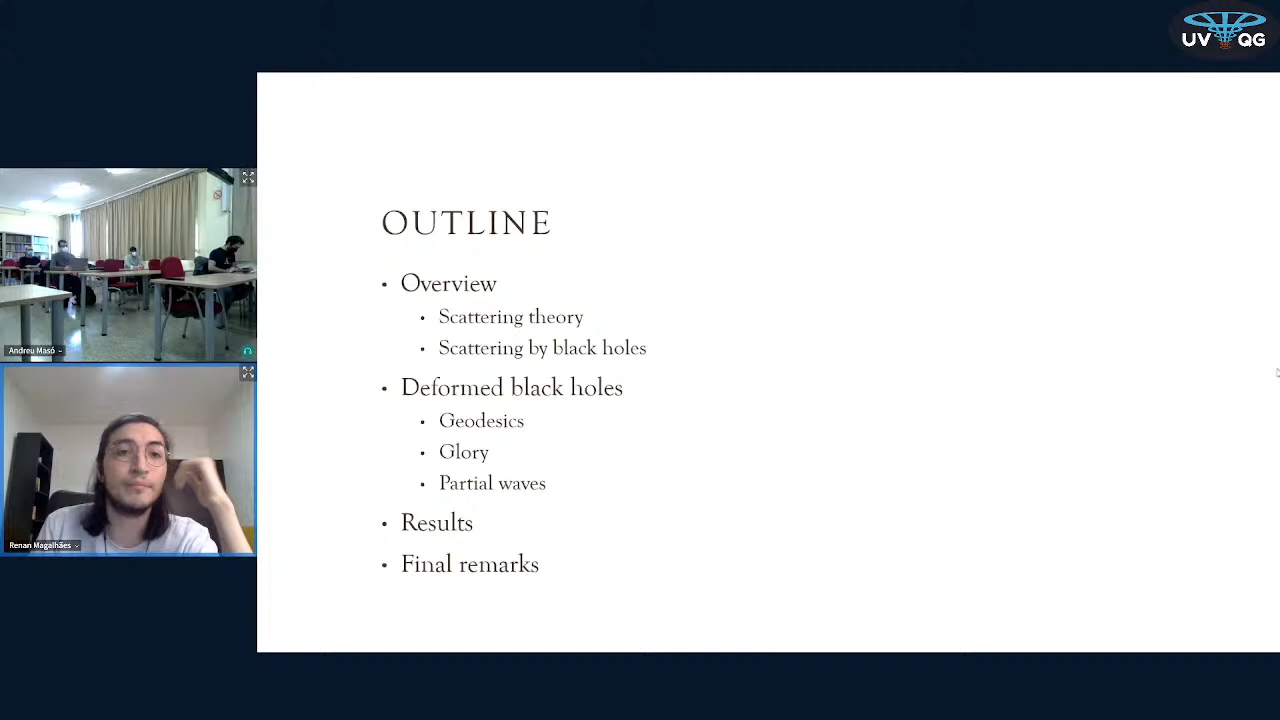 UV QG
OUTLINE
• Overview
• Scattering theory
• Scattering by black holes
• Deformed black holes
• Geodesics
• Glory
• Partial waves
• Results
• Final remarks
Andreu Masó
Renan Magalhães